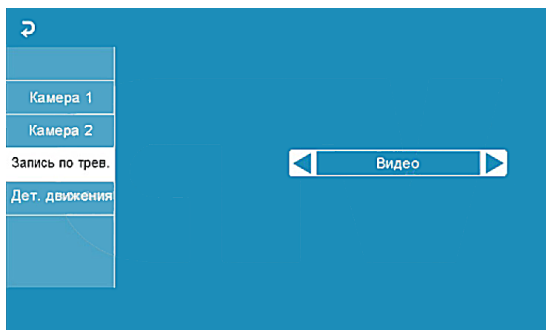 Камера 1
Камера 2
Запись по трев.
Видео
Дет. движения